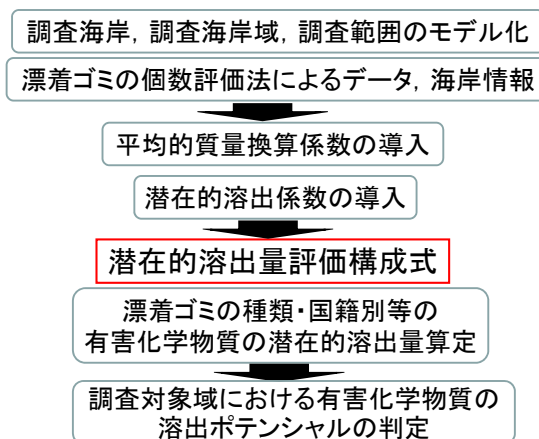 調査海岸, 調査海岸域, 調査範囲のモデル化
漂着ゴミの個数評価法によるデータ, 海岸情報
平均的質量換算係数の導入
潜在的溶出係数の導入
潜在的溶出量評価構成式
漂着ゴミの種類・国籍別等の
有害化学物質の潜在的溶出量算定
調査対象域における有害化学物質の
溶出ポテンシャルの判定